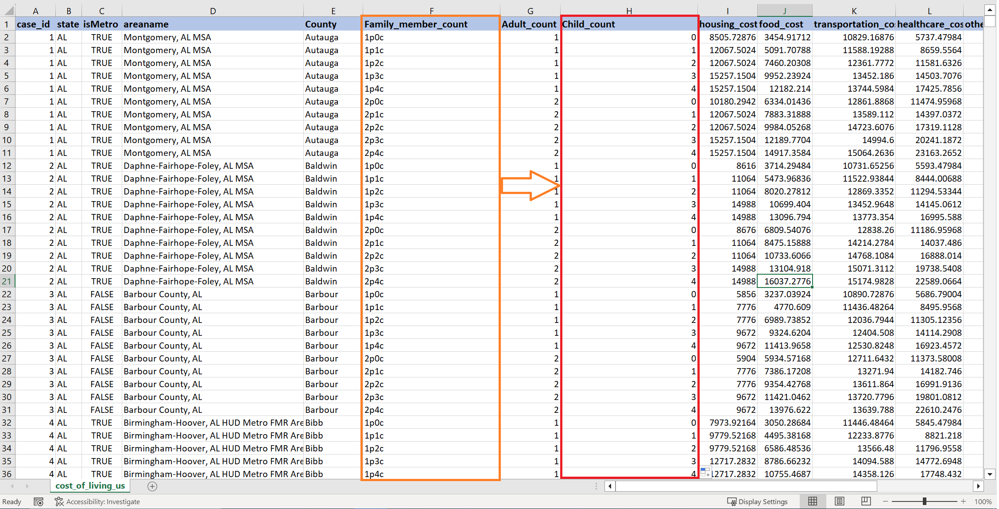 A B C D E F G H I J K L
1 case_id state isMetro areaname County Family_member_count Adult_count Child_count housing_cost food_cost transportation_co healthcare_cos othe
2 1 AL TRUE Montgomery, AL MSA Autauga 1p0c 1 0 8505.72876 3454.91712 10829.16876 5737.47984
3 1 AL TRUE Montgomery, AL MSA Autauga 1p1c 1 1 12067.5024 5091.70788 11588.19288 8659.5564
4 1 AL TRUE Montgomery, AL MSA Autauga 1p2c 1 2 12067.5024 7460.20308 12361.7772 11581.6326
5 1 AL TRUE Montgomery, AL MSA Autauga 1p3c 1 3 15257.1504 9952.23924 13452.186 14503.7076
6 1 AL TRUE Montgomery, AL MSA Autauga 1p4c 1 4 15257.1504 12182.214 13744.5984 17425.7856
7 1 AL TRUE Montgomery, AL MSA Autauga 2p0c 2 0 10180.2942 6334.01436 12861.8868 11474.95968
8 1 AL TRUE Montgomery, AL MSA Autauga 2p1c 2 1 12067.5024 7883.31888 13589.112 14397.0372
9 1 AL TRUE Montgomery, AL MSA Autauga 2p2c 2 2 12067.5024 9984.05268 14723.6076 17319.1128
10 1 AL TRUE Montgomery, AL MSA Autauga 2p3c 2 3 15257.1504 12189.7704 14994.6 20241.1872
11 1 AL TRUE Montgomery, AL MSA Autauga 2p4c 2 4 15257.1504 14917.3584 15064.2636 23163.2652
12 2 AL TRUE Daphne-Fairhope-Foley, AL MSA Baldwin 1p0c 1 0 8616 3714.29484 10731.65256 5593.47984
13 2 AL TRUE Daphne-Fairhope-Foley, AL MSA Baldwin 1p1c 1 1 11064 5473.96836 11522.93844 8444.00688
14 2 AL TRUE Daphne-Fairhope-Foley, AL MSA Baldwin 1p2c 1 2 11064 8020.27812 12869.3352 11294.53344
15 2 AL TRUE Daphne-Fairhope-Foley, AL MSA Baldwin 1p3c 1 3 14988 10699.404 13452.9648 14145.0612
16 2 AL TRUE Daphne-Fairhope-Foley, AL MSA Baldwin 1p4c 1 4 14988 13096.794 13773.354 16995.588
17 2 AL TRUE Daphne-Fairhope-Foley, AL MSA Baldwin 2p0c 2 0 8676 6809.54076 12838.26 11186.95968
18 2 AL TRUE Daphne-Fairhope-Foley, AL MSA Baldwin 2p1c 2 1 11064 8475.15888 14214.2784 14037.486
19 2 AL TRUE Daphne-Fairhope-Foley, AL MSA Baldwin 2p2c 2 2 11064 10733.6066 14768.1084 16888.014
20 2 AL TRUE Daphne-Fairhope-Foley, AL MSA Baldwin 2p3c 2 3 14988 13104.918 15071.3112 19738.5408
21 2 AL TRUE Daphne-Fairhope-Foley, AL MSA Baldwin 2p4c 2 4 14988 16037.2776 15174.9828 22589.0664
22 3 AL FALSE Barbour County, AL Barbour 1p0c 1 0 5856 3237.03924 10890.72876 5686.79004
23 3 AL FALSE Barbour County, AL Barbour 1p1c 1 1 7776 4770.609 11436.48264 8495.9568
24 3 AL FALSE Barbour County, AL Barbour 1p2c 1 2 7776 6989.73852 12036.7944 11305.12356
25 3 AL FALSE Barbour County, AL Barbour 1p3c 1 3 9672 9324.6204 12404.508 14114.2908
26 3 AL FALSE Barbour County, AL Barbour 1p4c 1 4 9672 11413.9658 12530.8248 16923.4572
27 3 AL FALSE Barbour County, AL Barbour 2p0c 2 0 5904 5934.57168 12711.6432 11373.58008
28 3 AL FALSE Barbour County, AL Barbour 2p1c 2 1 7776 7386.17208 13271.94 14182.746
29 3 AL FALSE Barbour County, AL Barbour 2p2c 2 2 7776 9354.42768 13611.864 16991.9136
30 3 AL FALSE Barbour County, AL Barbour 2p3c 2 3 9672 11421.0462 13720.7796 19801.0812
31 3 AL FALSE Barbour County, AL Barbour 2p4c 2 4 9672 13976.622 13639.788 22610.2476
32 4 AL TRUE Birmingham-Hoover, AL HUD Metro FMR Are Bibb 1p0c 1 0 7973.92164 3050.28684 11446.48464 5845.47984
33 4 AL TRUE Birmingham-Hoover, AL HUD Metro FMR Are Bibb 1p1c 1 1 9779.52168 4495.38168 12233.8776 8821.218
34 4 AL TRUE Birmingham-Hoover, AL HUD Metro FMR Are Bibb 1p2c 1 2 9779.52168 6586.48536 13566.48 11796.9558
35 4 AL TRUE Birmingham-Hoover, AL HUD Metro FMR Are Bibb 1p3c 1 3 12717.2832 8786.66232 14094.588 14772.6948
36 4 AL TRUE Birmingham-Hoover, AL HUD Metro FMR Are Bibb 1p4c 1 4 12717.2832 10755.4687 14358.126 17748.432
cost_of_living_us
Ready Accessibility: Investigate Display Settings 100%